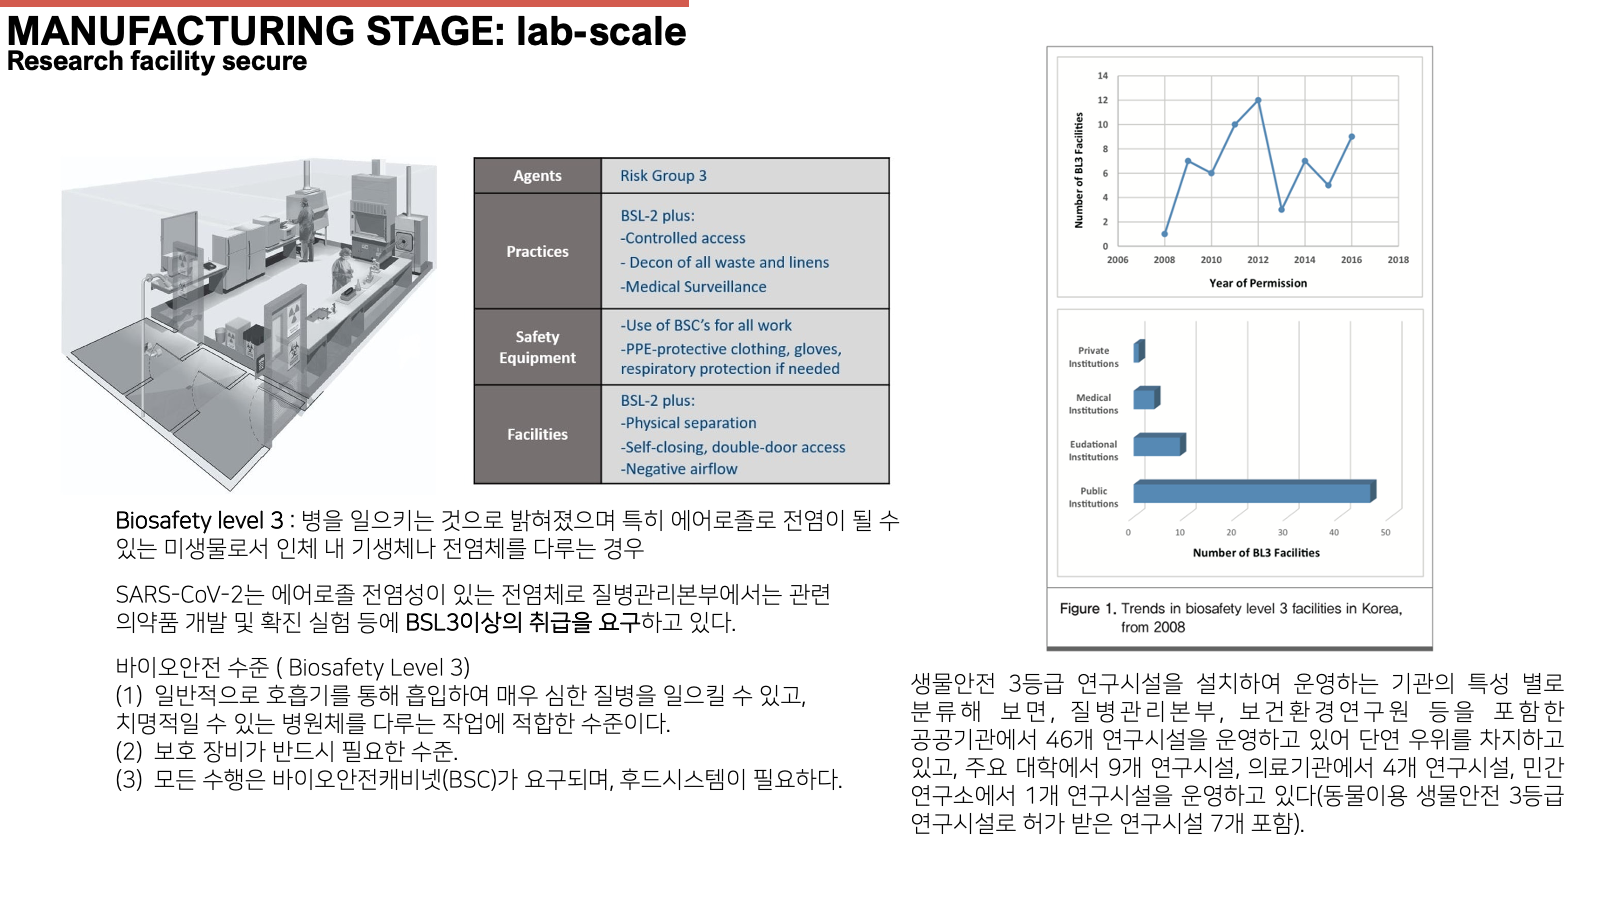 MANUFACTURING STAGE: lab-scale
Research facility secure
Agents
Risk Group 3
Practices
BSL-2 plus:
-Controlled access
- Decon of all waste and linens
-Medical Surveillance
Safety
Equipment
-Use of BSC’s for all work
-PPE-protective clothing, gloves,
respiratory protection if needed
Facilities
BSL-2 plus:
-Physical separation
-Self-closing, double-door access
-Negative airflow
Biosafety level 3 : 병을 일으키는 것으로 밝혀졌으며 특히 에어로졸로 전염이 될 수
있는 미생물로서 인체 내 기생체나 전염체를 다루는 경우
SARS-CoV-2는 에어로졸 전염성이 있는 전염체로 질병관리본부에서는 관련
의약품 개발 및 확진 실험 등에 BSL3이상의 취급을 요구하고 있다.
바이오안전 수준 ( Biosafety Level 3)
(1) 일반적으로 호흡기를 통해 흡입하여 매우 심한 질병을 일으킬 수 있고,
치명적일 수 있는 병원체를 다루는 작업에 적합한 수준이다.
(2) 보호 장비가 반드시 필요한 수준.
(3) 모든 수행은 바이오안전캐비넷(BSC)가 요구되며, 후드시스템이 필요하다.
Number of BL3 Facilities
14
12
10
8
6
4
2
0
2006 2008 2010 2012 2014 2016 2018
Year of Permission
Private
Institutions
Medical
Institutions
Eudational
Institutions
Public
Institutions
0 10 20 30 40 50
Number of BL3 Facilities
Figure 1. Trends in biosafety level 3 facilities in Korea,
from 2008
생물안전 3등급 연구시설을 설치하여 운영하는 기관의 특성 별로
분류해 보면, 질병관리본부, 보건환경연구원 등을 포함한
공공기관에서 46개 연구시설을 운영하고 있어 단연 우위를 차지하고
있고, 주요 대학에서 9개 연구시설, 의료기관에서 4개 연구시설, 민간
연구소에서 1개 연구시설을 운영하고 있다(동물이용 생물안전 3등급
연구시설로 허가 받은 연구시설 7개 포함).